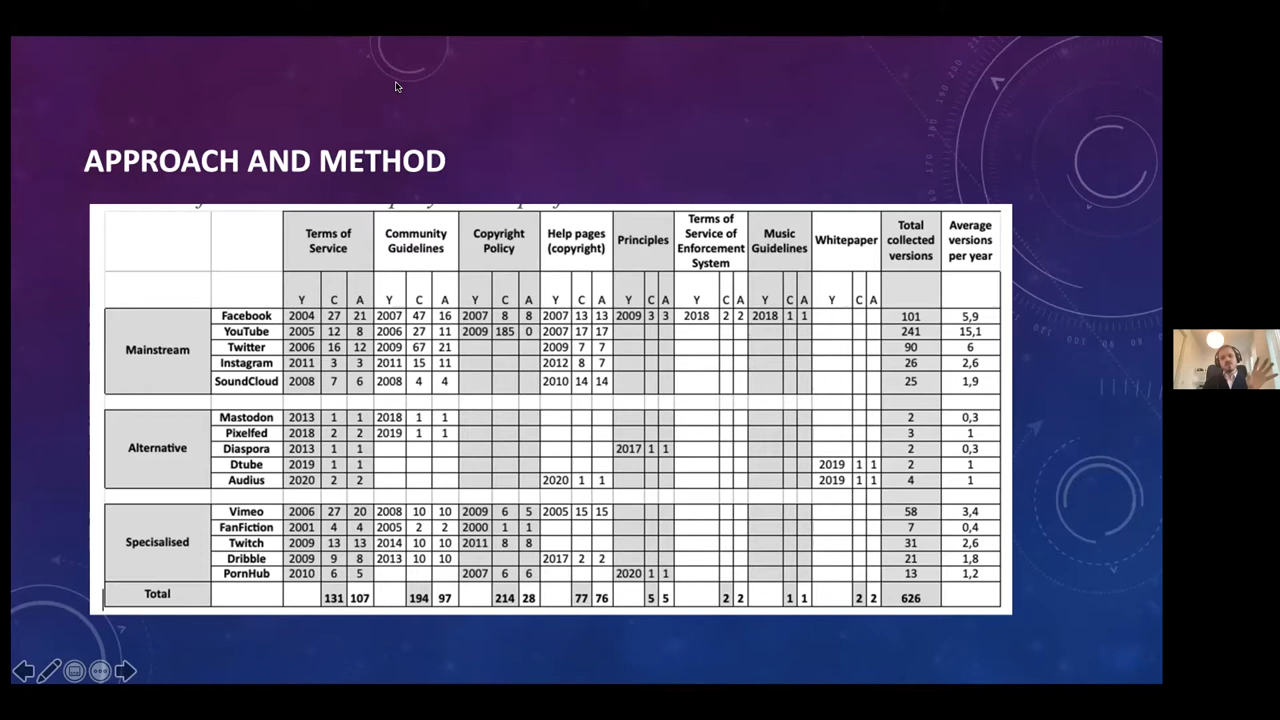 APPROACH AND METHOD
Terms of Service Community Guidelines Copyright Policy Help pages (copyright) Principles Terms of Service of Enforcement System Music Guidelines Whitepaper Total collected versions Average versions per year
Y C A Y C A Y C A Y C A Y C A Y C A Y C A Y C A
Mainstream
Facebook 2004 27 21 2007 47 16 2007 8 8 2007 13 13 2009 3 3 2018 2 2 2018 1 1 101 5,9
YouTube 2005 12 8 2006 27 11 2009 185 0 2007 17 17 241 15,1
Twitter 2006 16 12 2009 67 21 2009 7 7 90 6
Instagram 2011 3 3 2011 15 11 2012 8 7 26 2,6
SoundCloud 2008 7 6 2008 4 4 2010 14 14 25 1,9
Alternative
Mastodon 2013 1 1 2018 1 1 2 0,3
Pixelfed 2018 2 2 2019 1 1 3 1
Diaspora 2013 1 1 2017 1 1 2 0,3
Dtube 2019 1 1 2019 1 1 2 1
Audius 2020 2 2 2020 1 1 2019 1 1 4 1
Specisalised
Vimeo 2006 27 20 2008 10 10 2009 6 5 2005 15 15 58 3,4
FanFiction 2001 4 4 2005 2 2 2000 1 1 7 0,4
Twitch 2009 13 13 2014 10 10 2011 8 8 31 2,6
Dribble 2009 9 8 2013 10 10 2017 2 2 21 1,8
PornHub 2010 6 5 2007 6 6 2020 1 1 13 1,2
Total 131 107 194 97 214 28 77 76 5 5 2 2 1 1 2 2 626